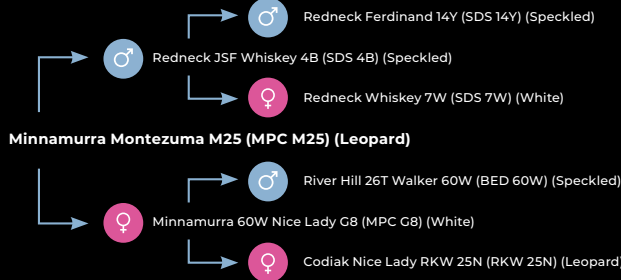 Redneck Ferdinand 14Y (SDS 14Y) (Speckled)
Redneck JSF Whiskey 4B (SDS 4B) (Speckled)
Redneck Whiskey 7W (SDS 7W) (White)
Minnamurra Montezuma M25 (MPC M25) (Leopard)
River Hill 26T Walker 60W (BED 60W) (Speckled)
Minnamurra 60W Nice Lady G8 (MPC G8) (White)
Codiak Nice Lady RKW 25N (RKW 25N) (Leopard)